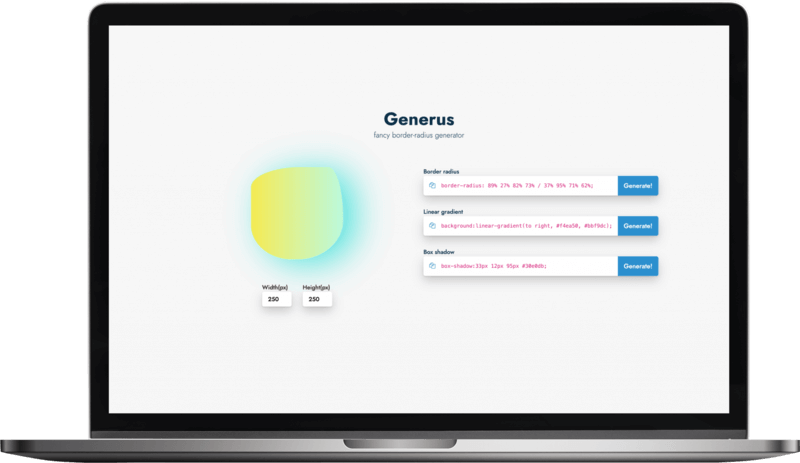 Generus
fancy border-radius generator
Border radius
border-radius: 89% 27% 82% 73% / 37% 95% 71% 62%;
Generate!
Linear gradient
background:linear-gradient(to right, #f4ea50, #bbf9dc);
Generate!
Box shadow
box-shadow:33px 12px 95px #30e0db;
Generate!
Width(px)
Height(px)
250
250